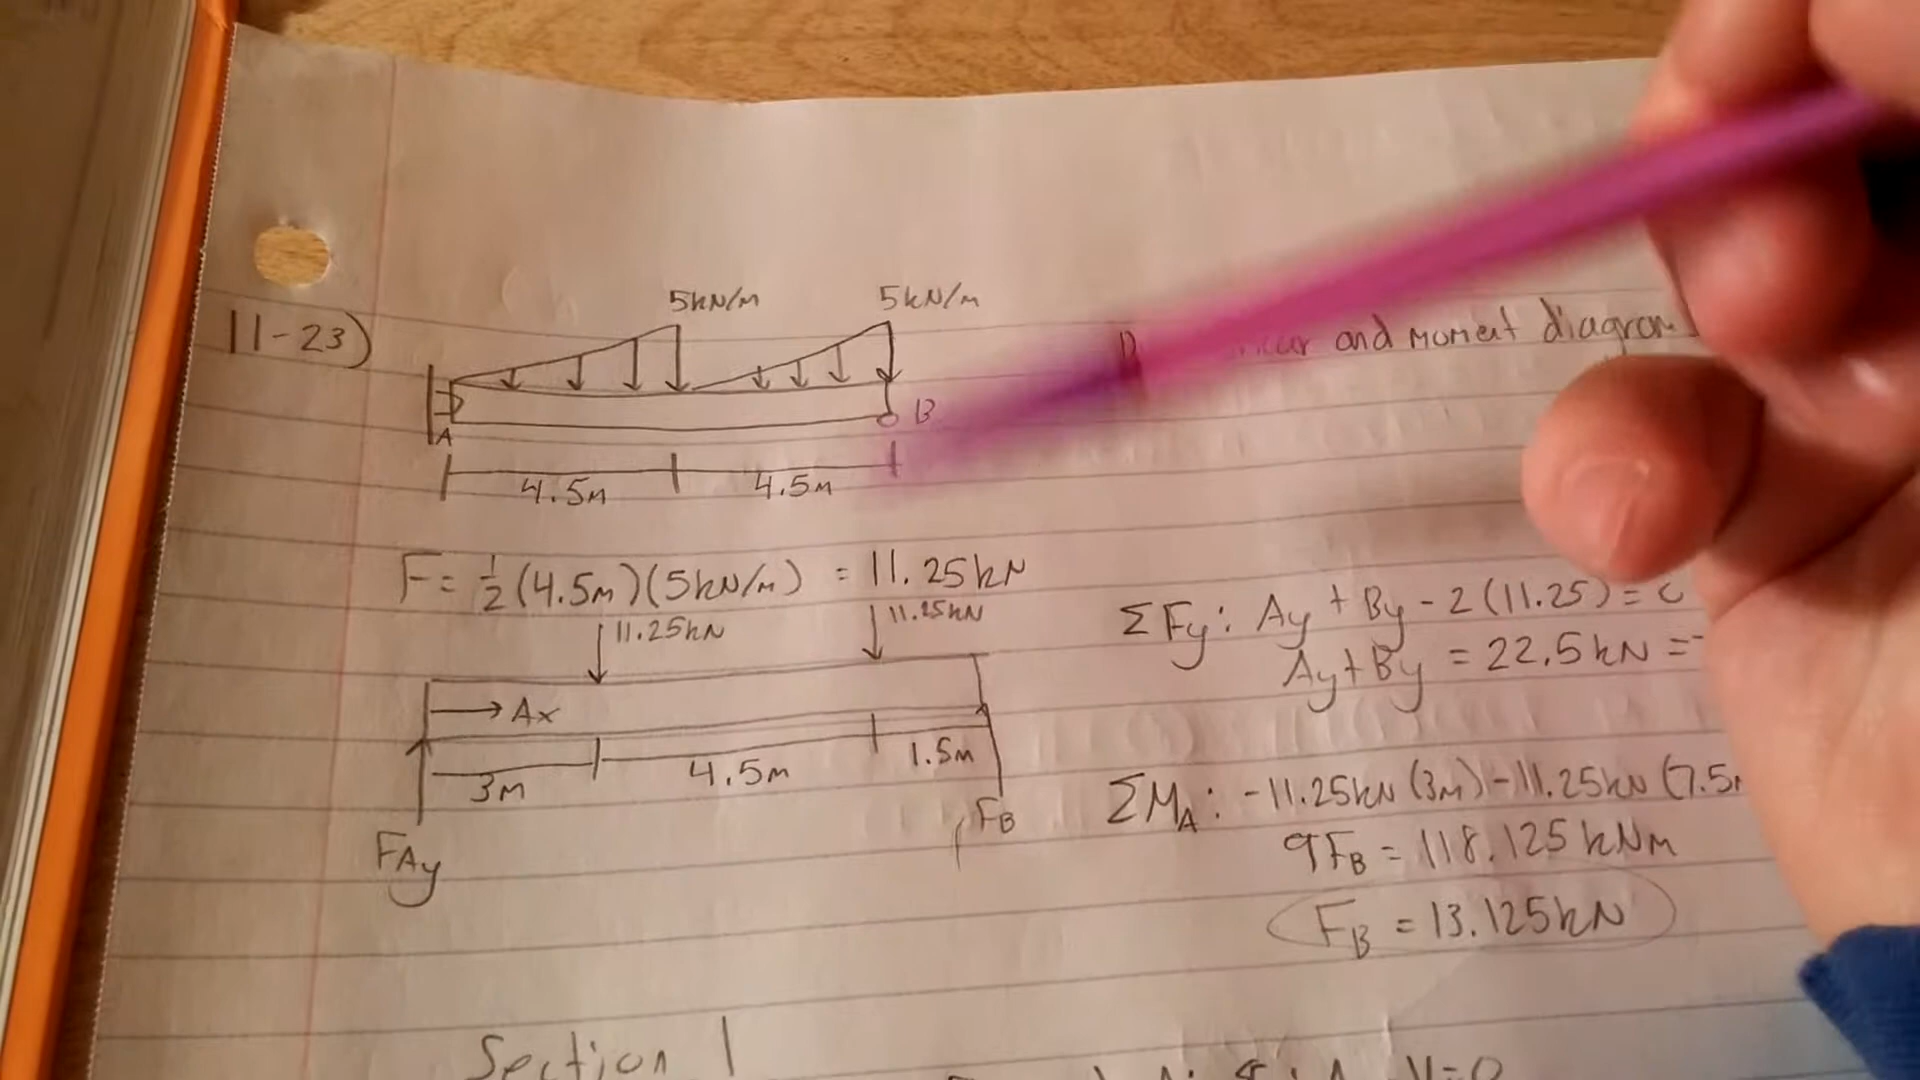 11-23)
5kN/m
5kN/m
and moment diagram
A
B
4.5m
4.5m
F = 1/2 (4.5m)(5kN/m) = 11.25kN
11.25kN
11.25kN
Ax
3m
4.5m
1.5m
FAy
FB
ΣFy: Ay + By - 2(11.25) =
Ay + By = 22.5kN =
ΣMA: -11.25kN (3m) - 11.25kN (7.5
9FB = 118.125 kNm
FB = 13.125kN
Section 1
V=0